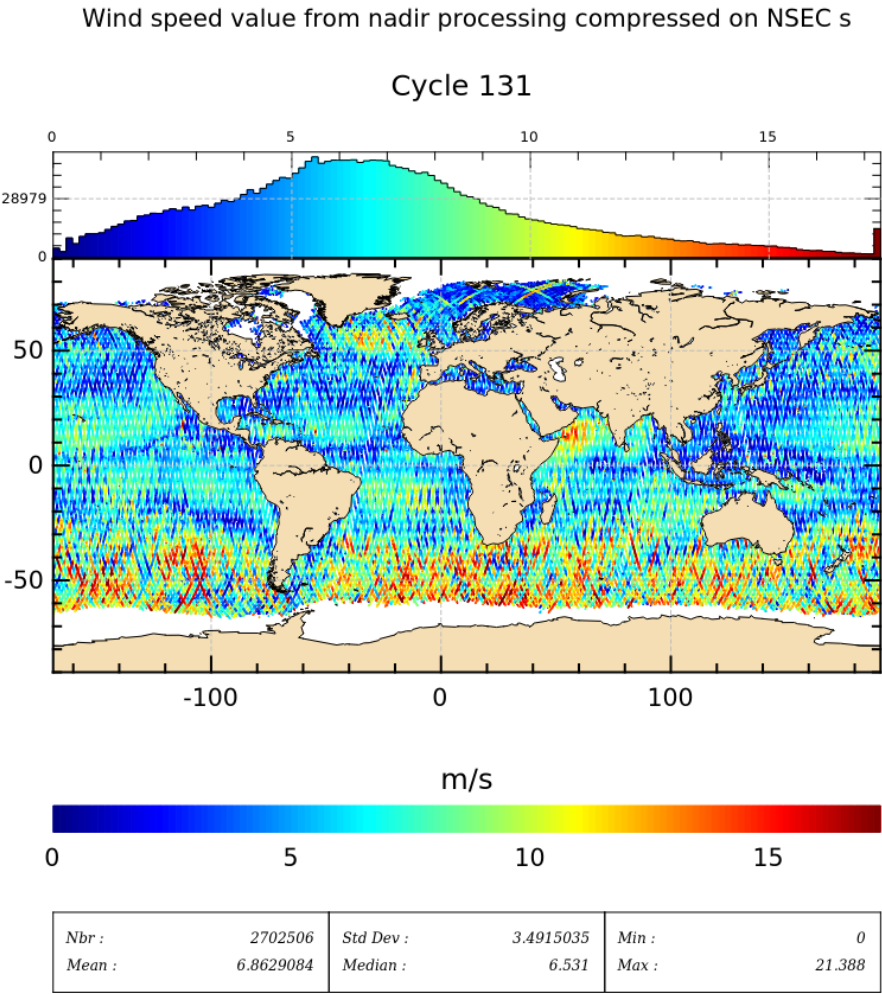 Wind speed value from nadir processing compressed on NSEC s
Cycle 131
0 5 10 15
28979
0
50
0
-50
-100 0 100
m/s
0 5 10 15
Nbr : 2702506 Std Dev : 3.4915035 Min : 0
Mean : 6.8629084 Median : 6.531 Max : 21.388